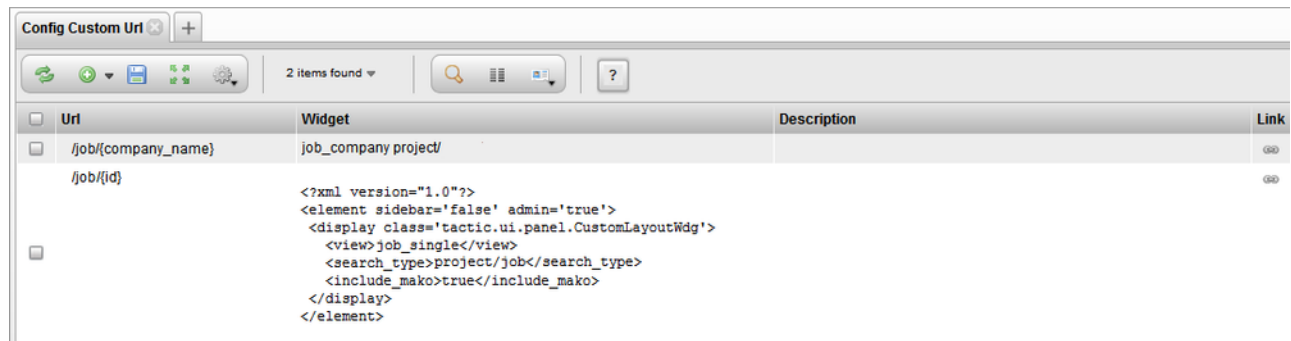 Config Custom Url
+
2 items found
?
Url Widget Description Link
/job/{company_name} job_company project/
/job/{id}
<?xml version="1.0"?>
<element sidebar='false' admin='true'>
<display class='tactic.ui.panel.CustomLayoutWdg'>
<view>job_single</view>
<search_type>project/job</search_type>
<include_mako>true</include_mako>
</display>
</element>